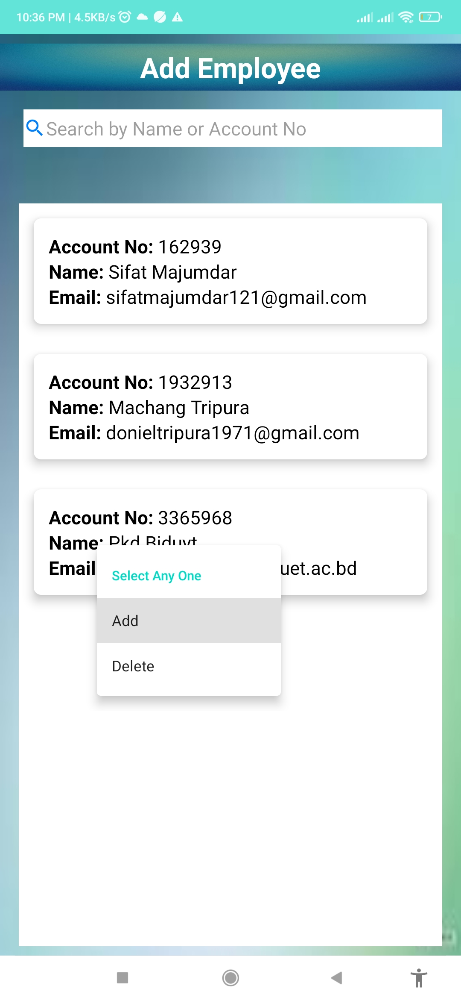 10:36 PM | 4.5KB/s
7
Add Employee
Search by Name or Account No
Account No: 162939
Name: Sifat Majumdar
Email: sifatmajumdar121@gmail.com
Account No: 1932913
Name: Machang Tripura
Email: donieltripura1971@gmail.com
Account No: 3365968
Name: Pkd Biduyt
Email uet.ac.bd
Select Any One
Add
Delete